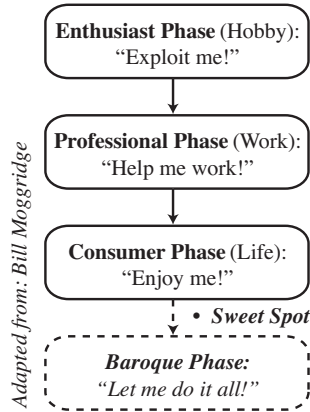 Enthusiast Phase (Hobby):
“Exploit me!”
Professional Phase (Work):
“Help me work!”
Consumer Phase (Life):
“Enjoy me!”
• Sweet Spot
Baroque Phase:
“Let me do it all!”
Adapted from: Bill Moggridge